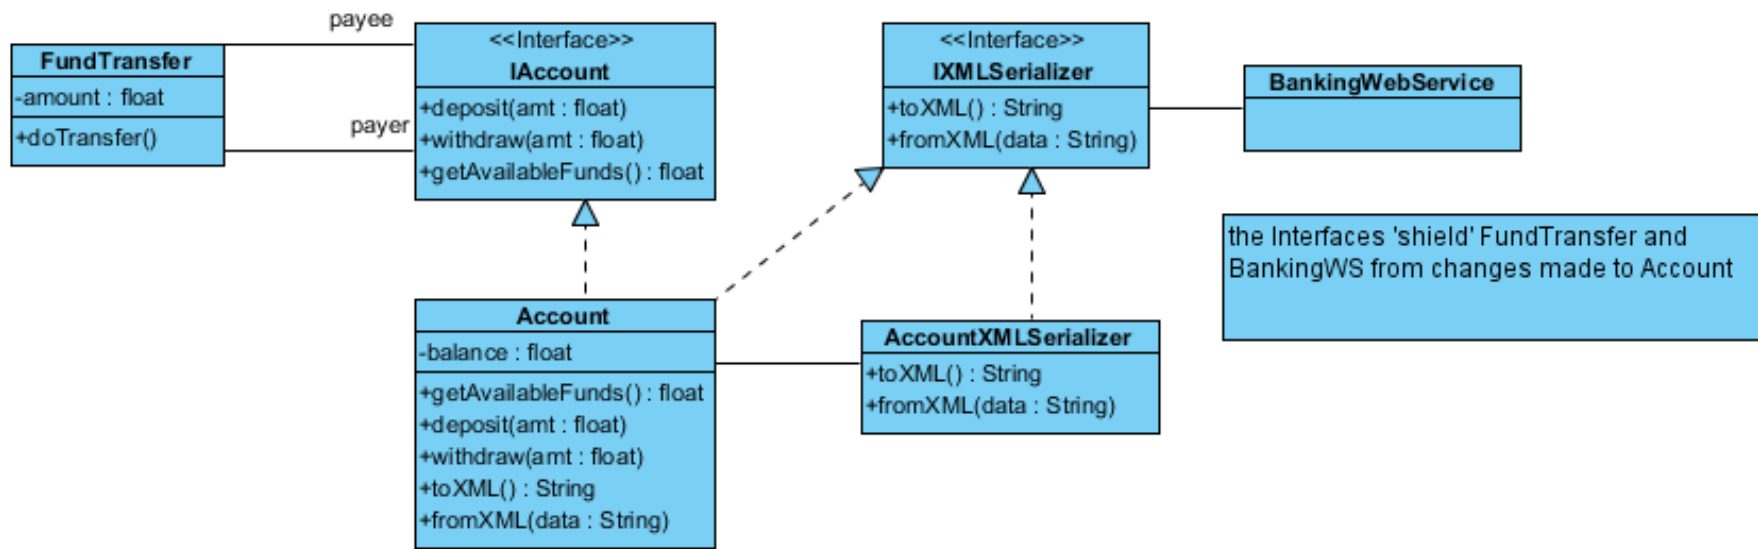 payee
FundTransfer
-amount : float
+doTransfer()
payer
<<Interface>>
IAccount
+deposit(amt : float)
+withdraw(amt : float)
+getAvailableFunds() : float
<<Interface>>
IXMLSerializer
+toXML() : String
+fromXML(data : String)
BankingWebService
the Interfaces 'shield' FundTransfer and
BankingWS from changes made to Account
Account
-balance : float
+getAvailableFunds() : float
+deposit(amt : float)
+withdraw(amt : float)
+toXML() : String
+fromXML(data : String)
AccountXMLSerializer
+toXML() : String
+fromXML(data : String)